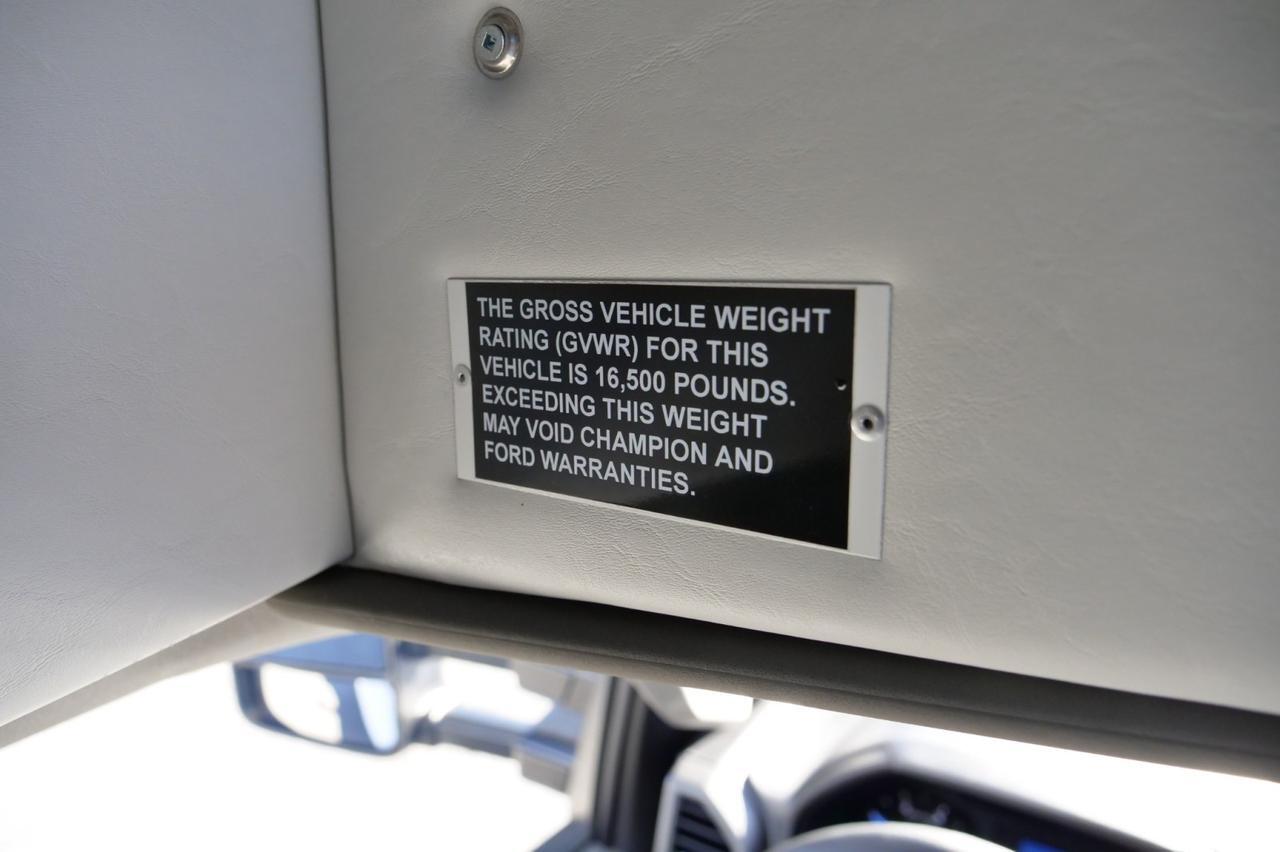 THE GROSS VEHICLE WEIGHT
RATING (GVWR) FOR THIS
VEHICLE IS 16,500 POUNDS.
EXCEEDING THIS WEIGHT
MAY VOID CHAMPION AND
FORD WARRANTIES.